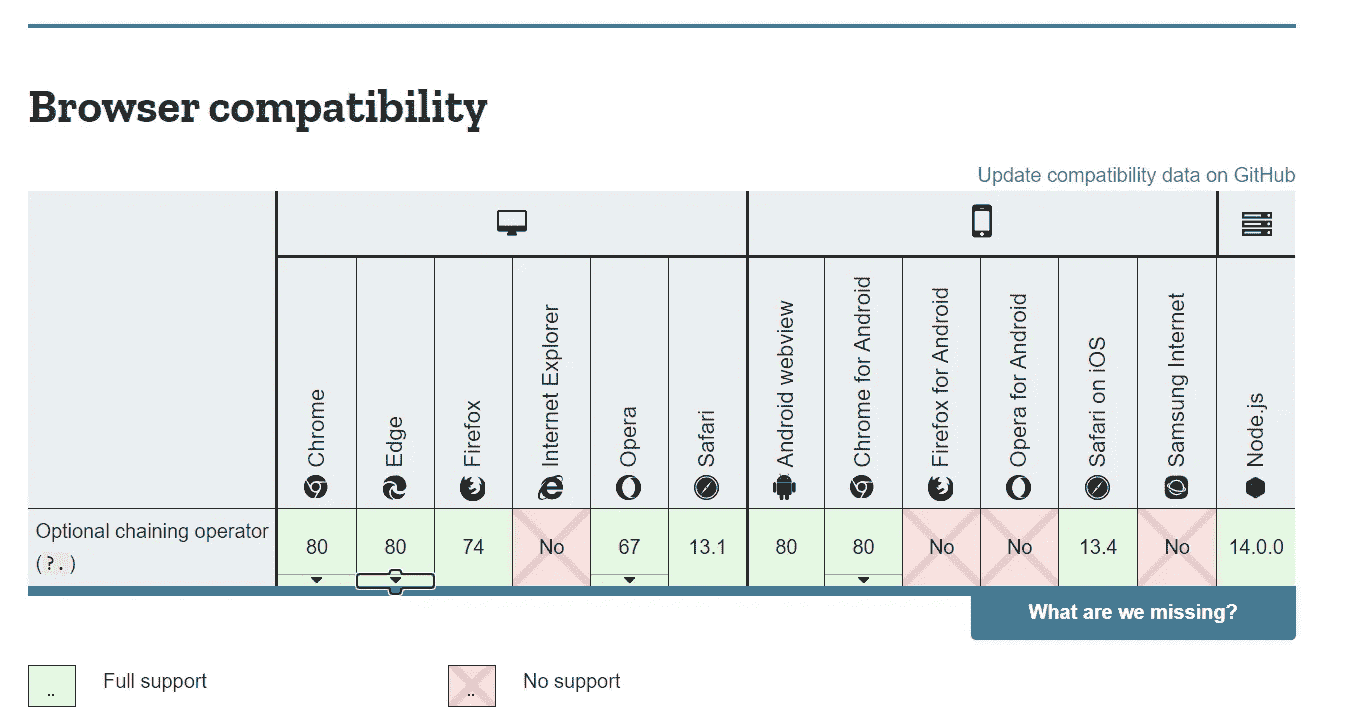 Browser compatibility
Update compatibility data on GitHub
Chrome
Edge
Firefox
Internet Explorer
Opera
Safari
Android webview
Chrome for Android
Firefox for Android
Opera for Android
Safari on iOS
Samsung Internet
Node.js
Optional chaining operator
(?.)
80 80 74 No 67 13.1 80 80 No No 13.4 No 14.0.0
What are we missing?
.. Full support .. No support